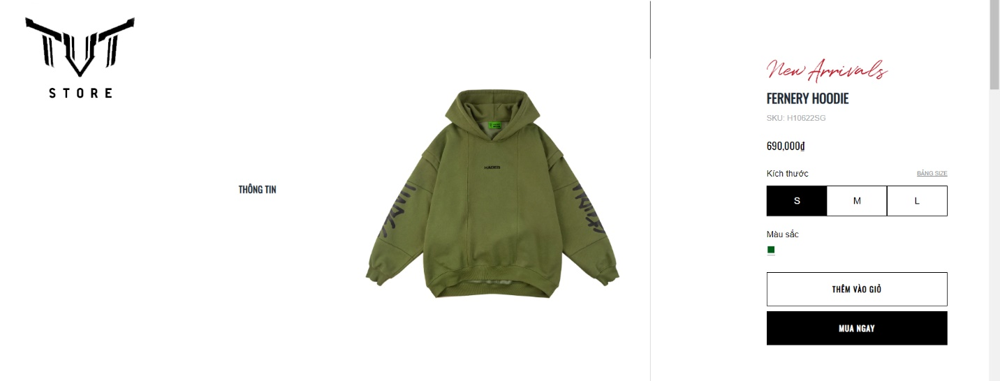 TVT
STORE
THÔNG TIN
HADES
New Arrivals
FERNERY HOODIE
SKU: H10622SG
690,000₫
Kích thước
BẢNG SIZE
S
M
L
Màu sắc
THÊM VÀO GIỎ
MUA NGAY